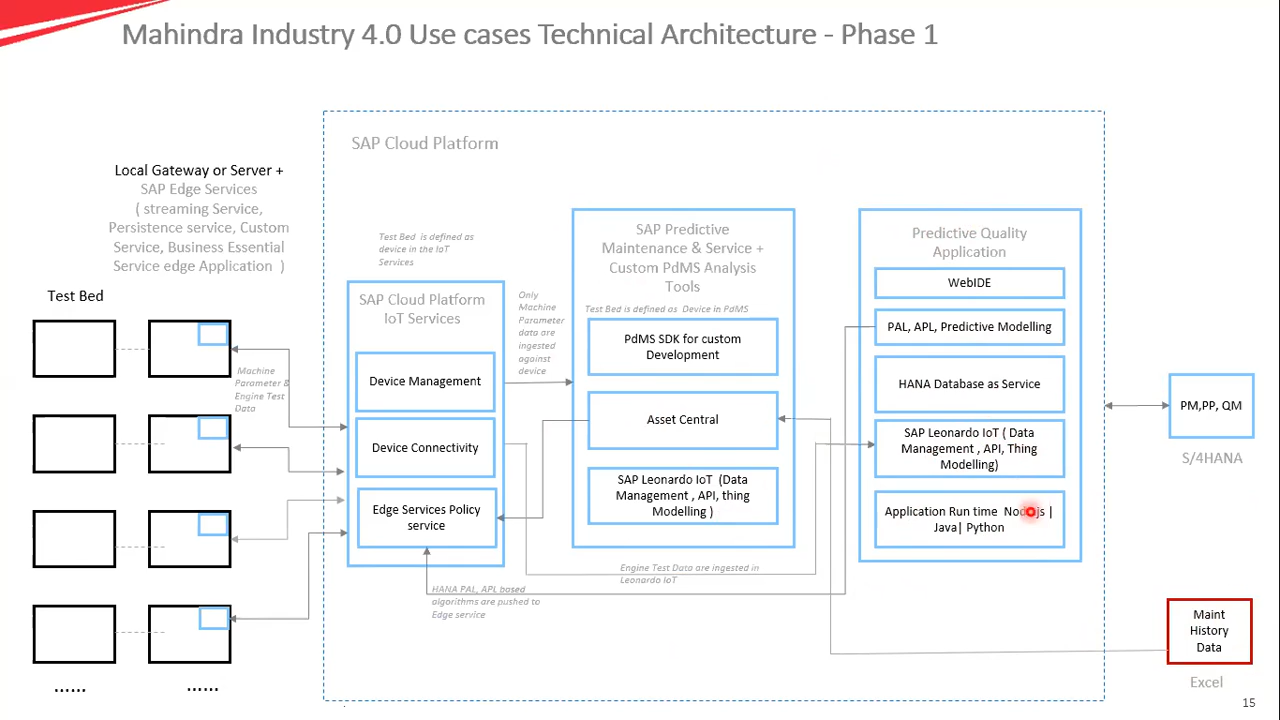 Mahindra Industry 4.0 Use cases Technical Architecture - Phase 1
SAP Cloud Platform
Local Gateway or Server +
SAP Edge Services
( streaming Service,
Persistence service, Custom
Service, Business Essential
Service edge Application )
Test Bed
Machine
Parameter &
Engine Test
Data
......
......
Test Bed is defined as
device in the IoT
Services
SAP Cloud Platform
IoT Services
Device Management
Device Connectivity
Edge Services Policy
service
HANA PAL, APL based
algorithms are pushed to
Edge service
Only
Machine
Parameter
data are
ingested
against
device
SAP Predictive
Maintenance & Service +
Custom PdMS Analysis
Tools
Test Bed is defined as Device in PdMS
PdMS SDK for custom
Development
Asset Central
SAP Leonardo IoT (Data
Management , API, thing
Modelling )
Engine Test Data are ingested in
Leonardo IoT
Predictive Quality
Application
WebIDE
PAL, APL, Predictive Modelling
HANA Database as Service
SAP Leonardo IoT ( Data
Management , API, Thing
Modelling)
Application Run time Node js |
Java| Python
PM,PP, QM
S/4HANA
Maint
History
Data
Excel
15